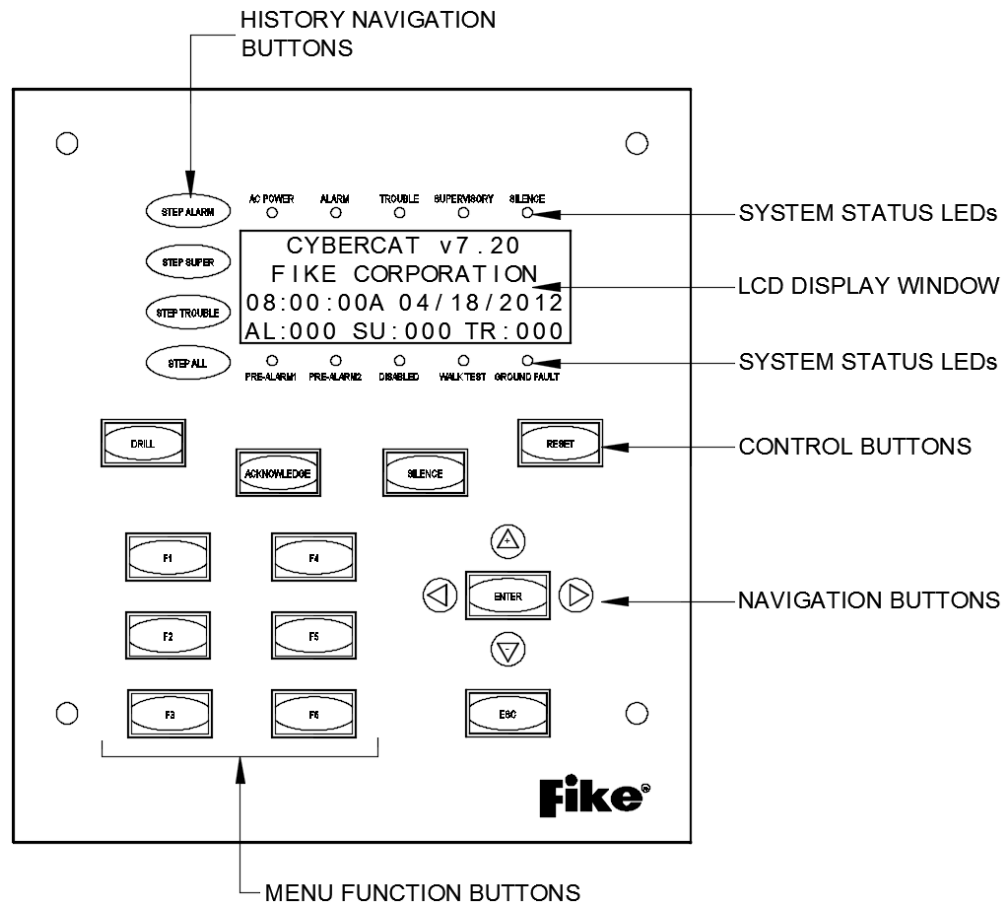 HISTORY NAVIGATION
BUTTONS
STEP ALARM
AC POWER
ALARM
TROUBLE
SUPERVISORY
SILENCE
SYSTEM STATUS LEDs
STEP SUPER
CYBERCAT v7.20
FIKE CORPORATION
LCD DISPLAY WINDOW
STEP TROUBLE
08:00:00A 04/18/2012
AL:000 SU:000 TR:000
STEP ALL
SYSTEM STATUS LEDs
PRE-ALARM1
PRE-ALARM2
DISABLED
WALK TEST
GROUND FAULT
DRILL
RESET
CONTROL BUTTONS
ACKNOWLEDGE
SILENCE
F1
F4
+
ENTER
NAVIGATION BUTTONS
F2
F5
-
F3
F6
ESC
Fike®
MENU FUNCTION BUTTONS